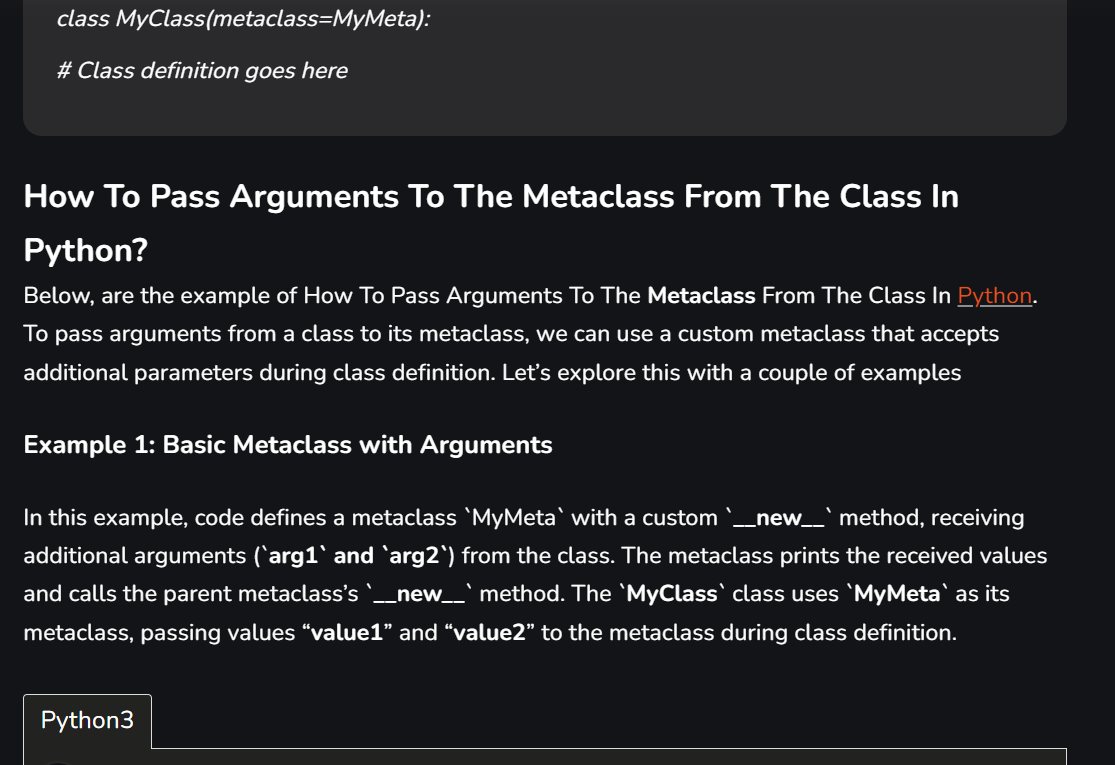 class MyClass(metaclass=MyMeta):
# Class definition goes here
How To Pass Arguments To The Metaclass From The Class In
Python?
Below, are the example of How To Pass Arguments To The Metaclass From The Class In Python.
To pass arguments from a class to its metaclass, we can use a custom metaclass that accepts
additional parameters during class definition. Let’s explore this with a couple of examples
Example 1: Basic Metaclass with Arguments
In this example, code defines a metaclass `MyMeta` with a custom `__new__` method, receiving
additional arguments (`arg1` and `arg2`) from the class. The metaclass prints the received values
and calls the parent metaclass’s `__new__` method. The `MyClass` class uses `MyMeta` as its
metaclass, passing values “value1” and “value2” to the metaclass during class definition.
Python3